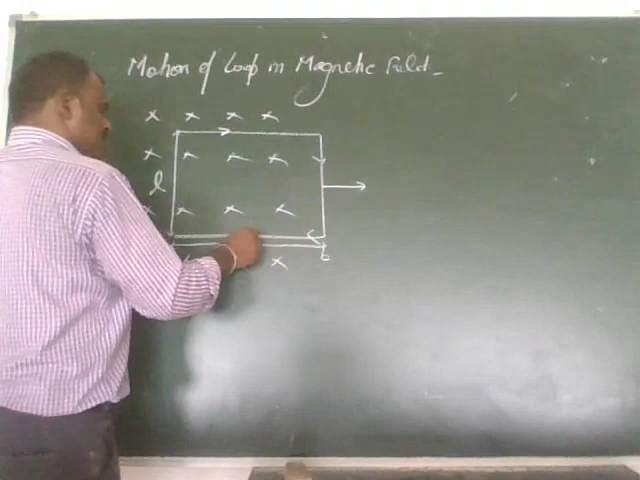 Motion of Loop in Magnetic Field.
x x x x
x x x x
l
x x x x
x
b